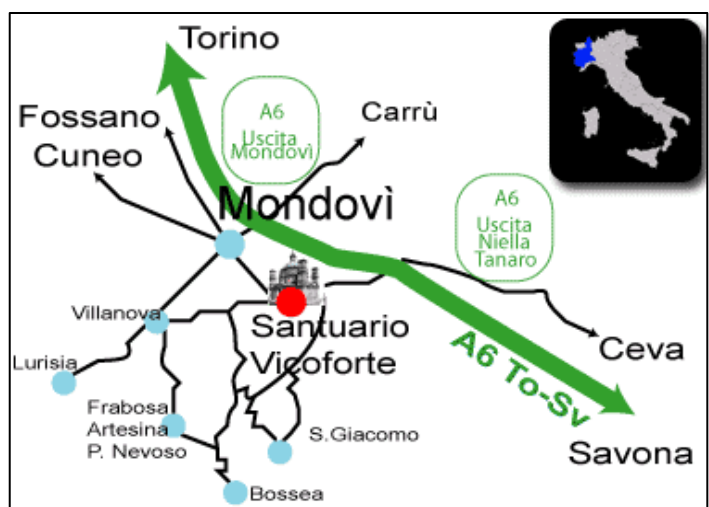 Torino
A6
Uscita
Mondovì
Carrù
Fossano
Cuneo
Mondovì
A6
Uscita
Niella
Tanaro
Villanova
Santuario
Vicoforte
Ceva
A6 To-Sv
Lurisia
Frabosa
Artesina
P. Nevoso
S.Giacomo
Savona
Bossea